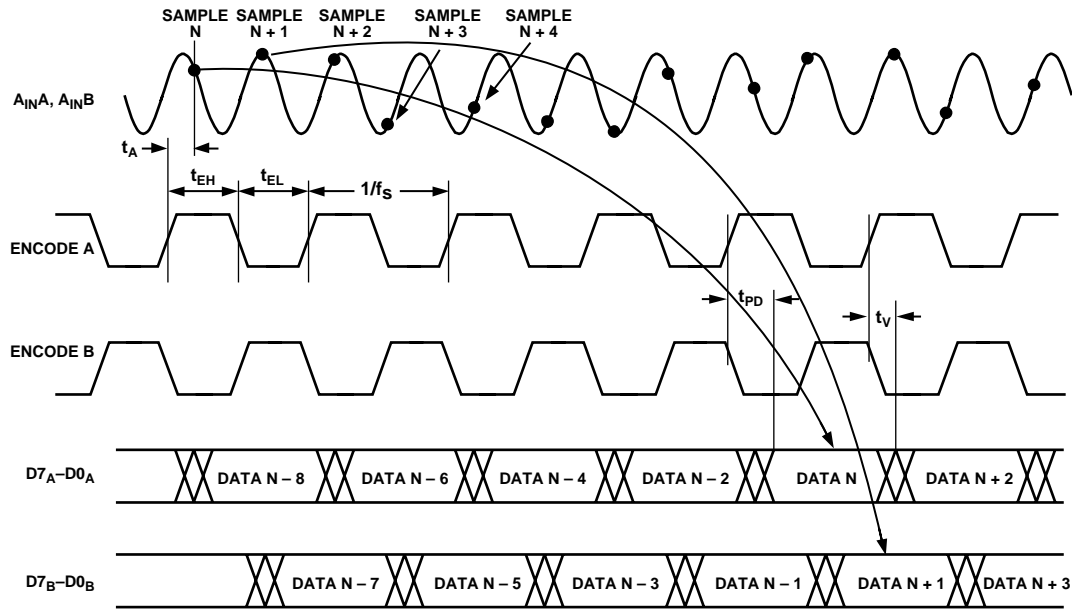 SAMPLE N
SAMPLE N + 1
SAMPLE N + 2
SAMPLE N + 3
SAMPLE N + 4
AINA, AINB
tA
tEH
tEL
1/fS
ENCODE A
tPD
tV
ENCODE B
D7A–D0A
DATA N – 8
DATA N – 6
DATA N – 4
DATA N – 2
DATA N
DATA N + 2
D7B–D0B
DATA N – 7
DATA N – 5
DATA N – 3
DATA N – 1
DATA N + 1
DATA N + 3